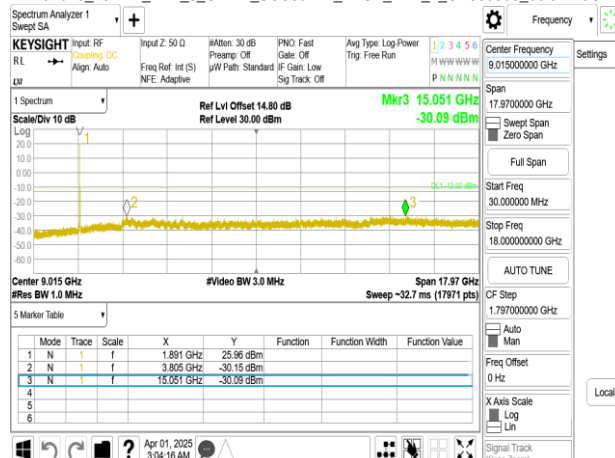 Spectrum Analyzer 1
Swept SA
Frequency
KEYSIGHT Input: RF
Coupling: DC
Align: Auto
Input Z: 50 Ω
Freq Ref: Int (S)
NFE: Adaptive
#Atten: 30 dB
Preamp: Off
µW Path: Standard
PNO: Fast
Gate: Off
IF Gain: Low
Sig Track: Off
Avg Type: Log-Power
Trig: Free Run
1 2 3 4 5 6
M W W W W W
P N N N N N
R L
LXI
Center Frequency
9.015000000 GHz
Settings
Span
17.9700000 GHz
Swept Span
Zero Span
Full Span
Start Freq
30.000000 MHz
Stop Freq
18.000000000 GHz
AUTO TUNE
CF Step
1.797000000 GHz
Auto
Man
Freq Offset
0 Hz
X Axis Scale
Log
Lin
Local
Signal Track
1 Spectrum
Scale/Div 10 dB
Ref Lvl Offset 14.80 dB
Ref Level 30.00 dBm
Mkr3 15.051 GHz
-30.09 dBm
Log
20.0
10.0
0.00
-10.0
-20.0
-30.0
-40.0
-50.0
-60.0
1
2
3
DL1 -13.00 dBm
Center 9.015 GHz
#Res BW 1.0 MHz
#Video BW 3.0 MHz
Span 17.97 GHz
Sweep ~32.7 ms (17971 pts)
5 Marker Table
Mode Trace Scale X Y Function Function Width Function Value
1 N 1 f 1.891 GHz 25.96 dBm
2 N 1 f 3.805 GHz -30.15 dBm
3 N 1 f 15.051 GHz -30.09 dBm
4
5
6
?
Apr 01, 2025
3:04:16 AM